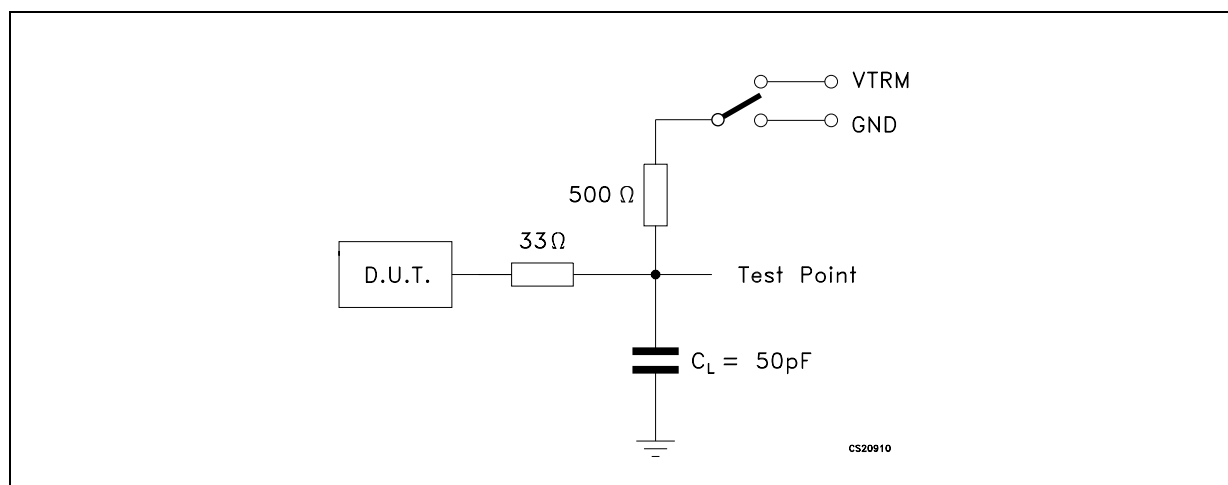 VTRM
GND
500 Ω
33Ω
D.U.T.
Test Point
C_L = 50pF
CS20910